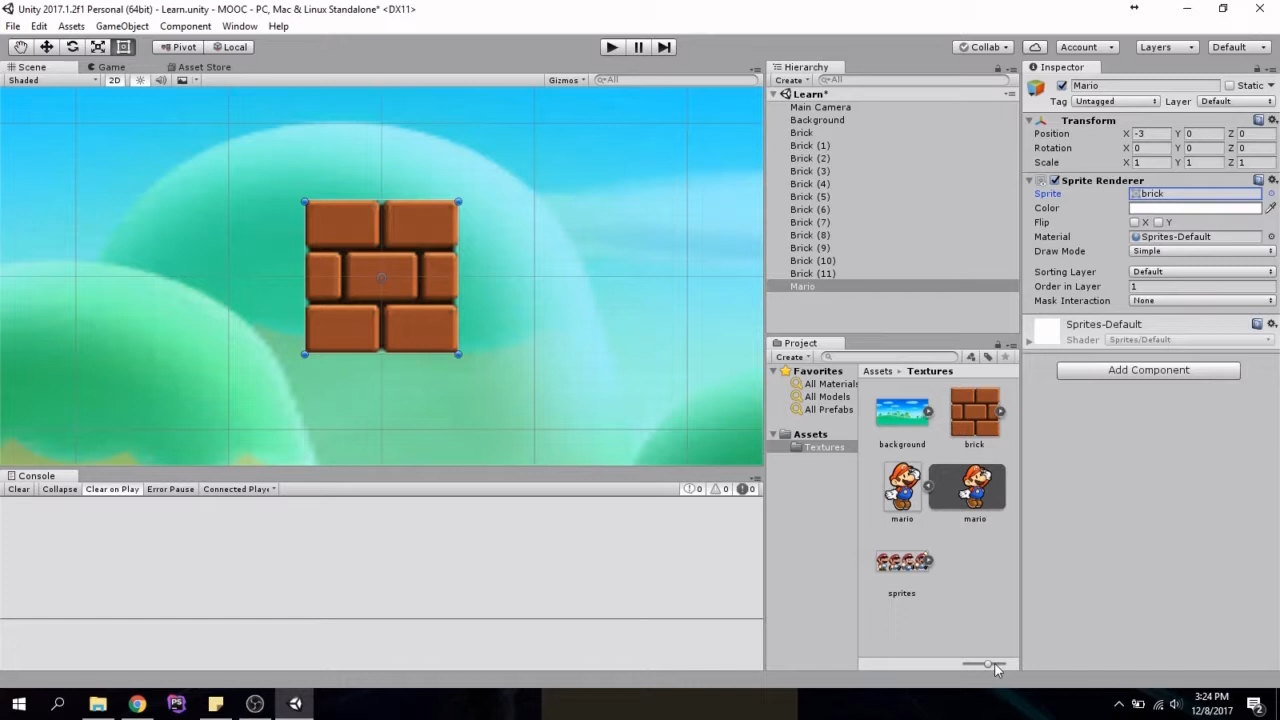 Unity 2017.1.2f1 Personal (64bit) - Learn.unity - MOOC - PC, Mac & Linux Standalone* <DX11>
File Edit Assets GameObject Component Window Help
Pivot Local Collab Account Layers Default
Scene Game Asset Store
Shaded 2D Gizmos All
Hierarchy
Create All
Learn*
Main Camera
Background
Brick
Brick (1)
Brick (2)
Brick (3)
Brick (4)
Brick (5)
Brick (6)
Brick (7)
Brick (8)
Brick (9)
Brick (10)
Brick (11)
Mario
Project
Create
Favorites
All Materials
All Models
All Prefabs
Assets
Textures
Assets Textures
background brick
mario mario
sprites
Inspector
Mario Static
Tag Untagged Layer Default
Transform
Position X -3 Y 0 Z 0
Rotation X 0 Y 0 Z 0
Scale X 1 Y 1 Z 1
Sprite Renderer
Sprite brick
Color
Flip X Y
Material Sprites-Default
Draw Mode Simple
Sorting Layer Default
Order in Layer 1
Mask Interaction None
Sprites-Default
Shader Sprites/Default
Add Component
Console
Clear Collapse Clear on Play Error Pause Connected Playe 0 0 0
PS
3:24 PM
12/8/2017
2